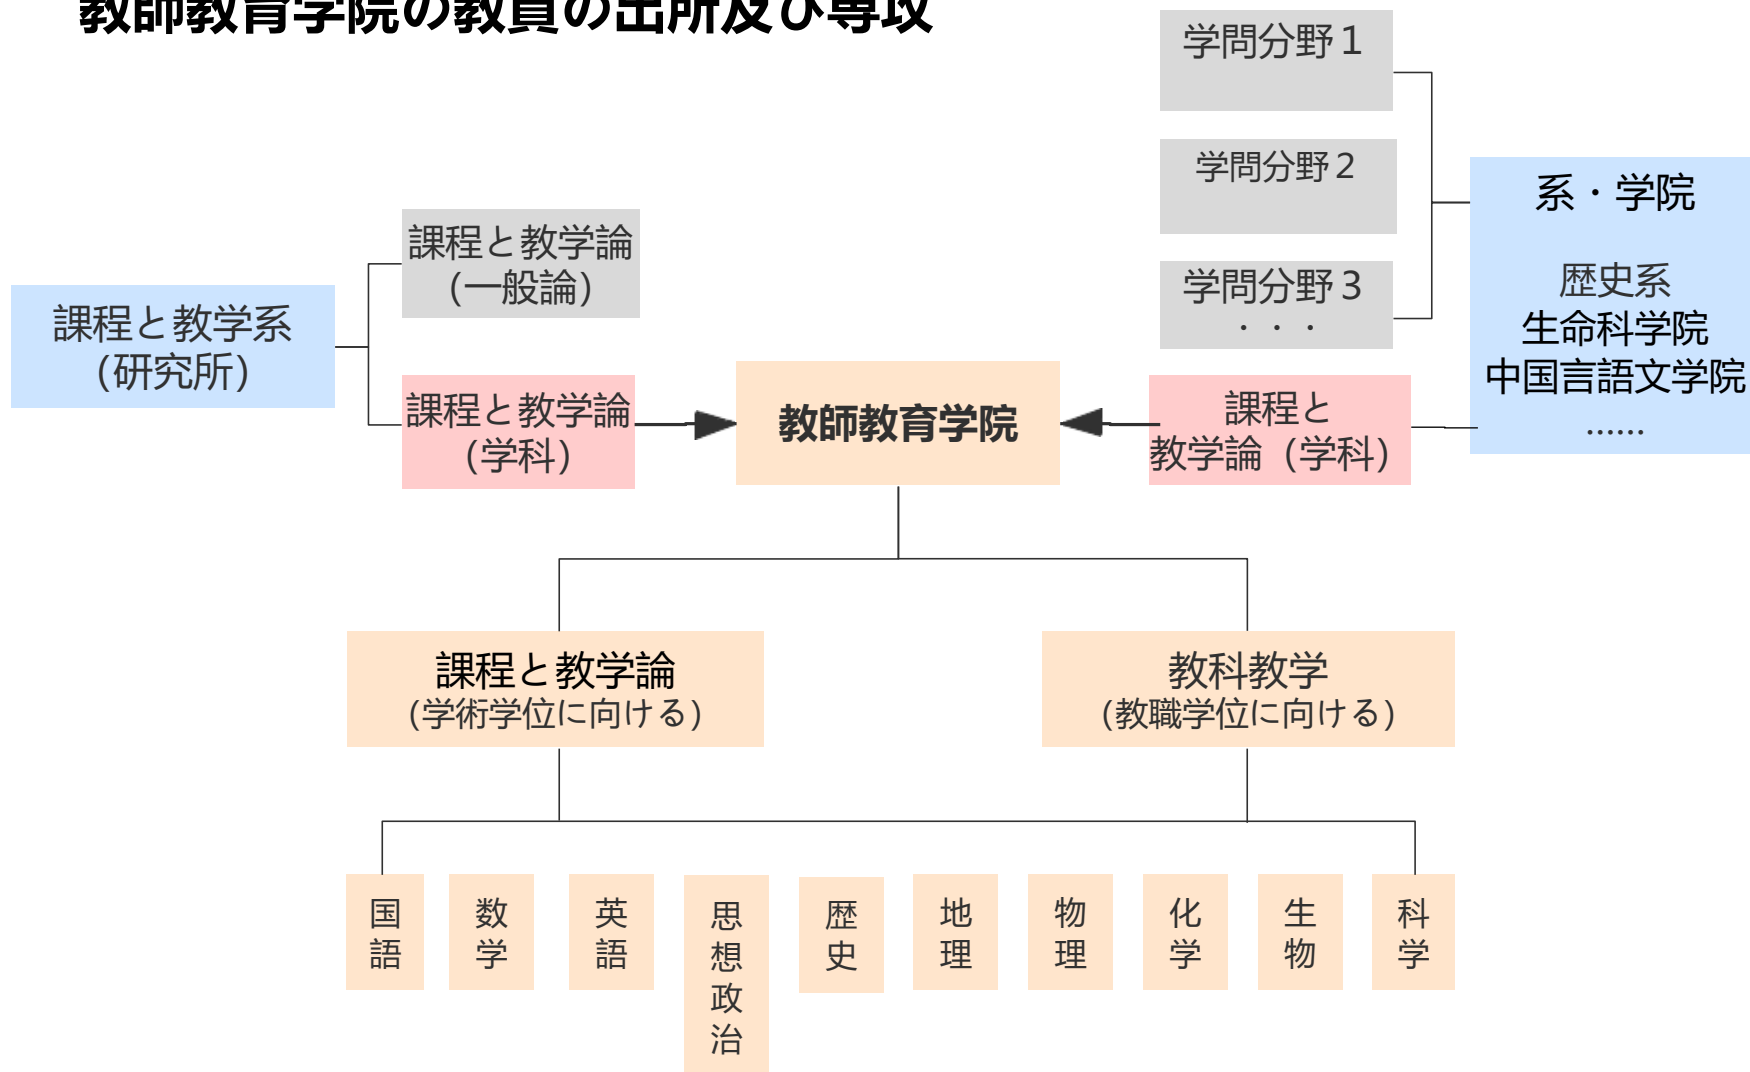 教師教育学院の教員の出所及び専攻
学問分野１
学問分野２
学問分野３
・・・
系・学院
歴史系
生命科学院
中国言語文学院
……
課程と教学論
(一般論)
課程と教学系
(研究所)
課程と教学論
(学科)
教師教育学院
課程と
教学論（学科）
課程と教学論
(学術学位に向ける)
教科教学
(教職学位に向ける)
国語
数学
英語
思想政治
歴史
地理
物理
化学
生物
科学